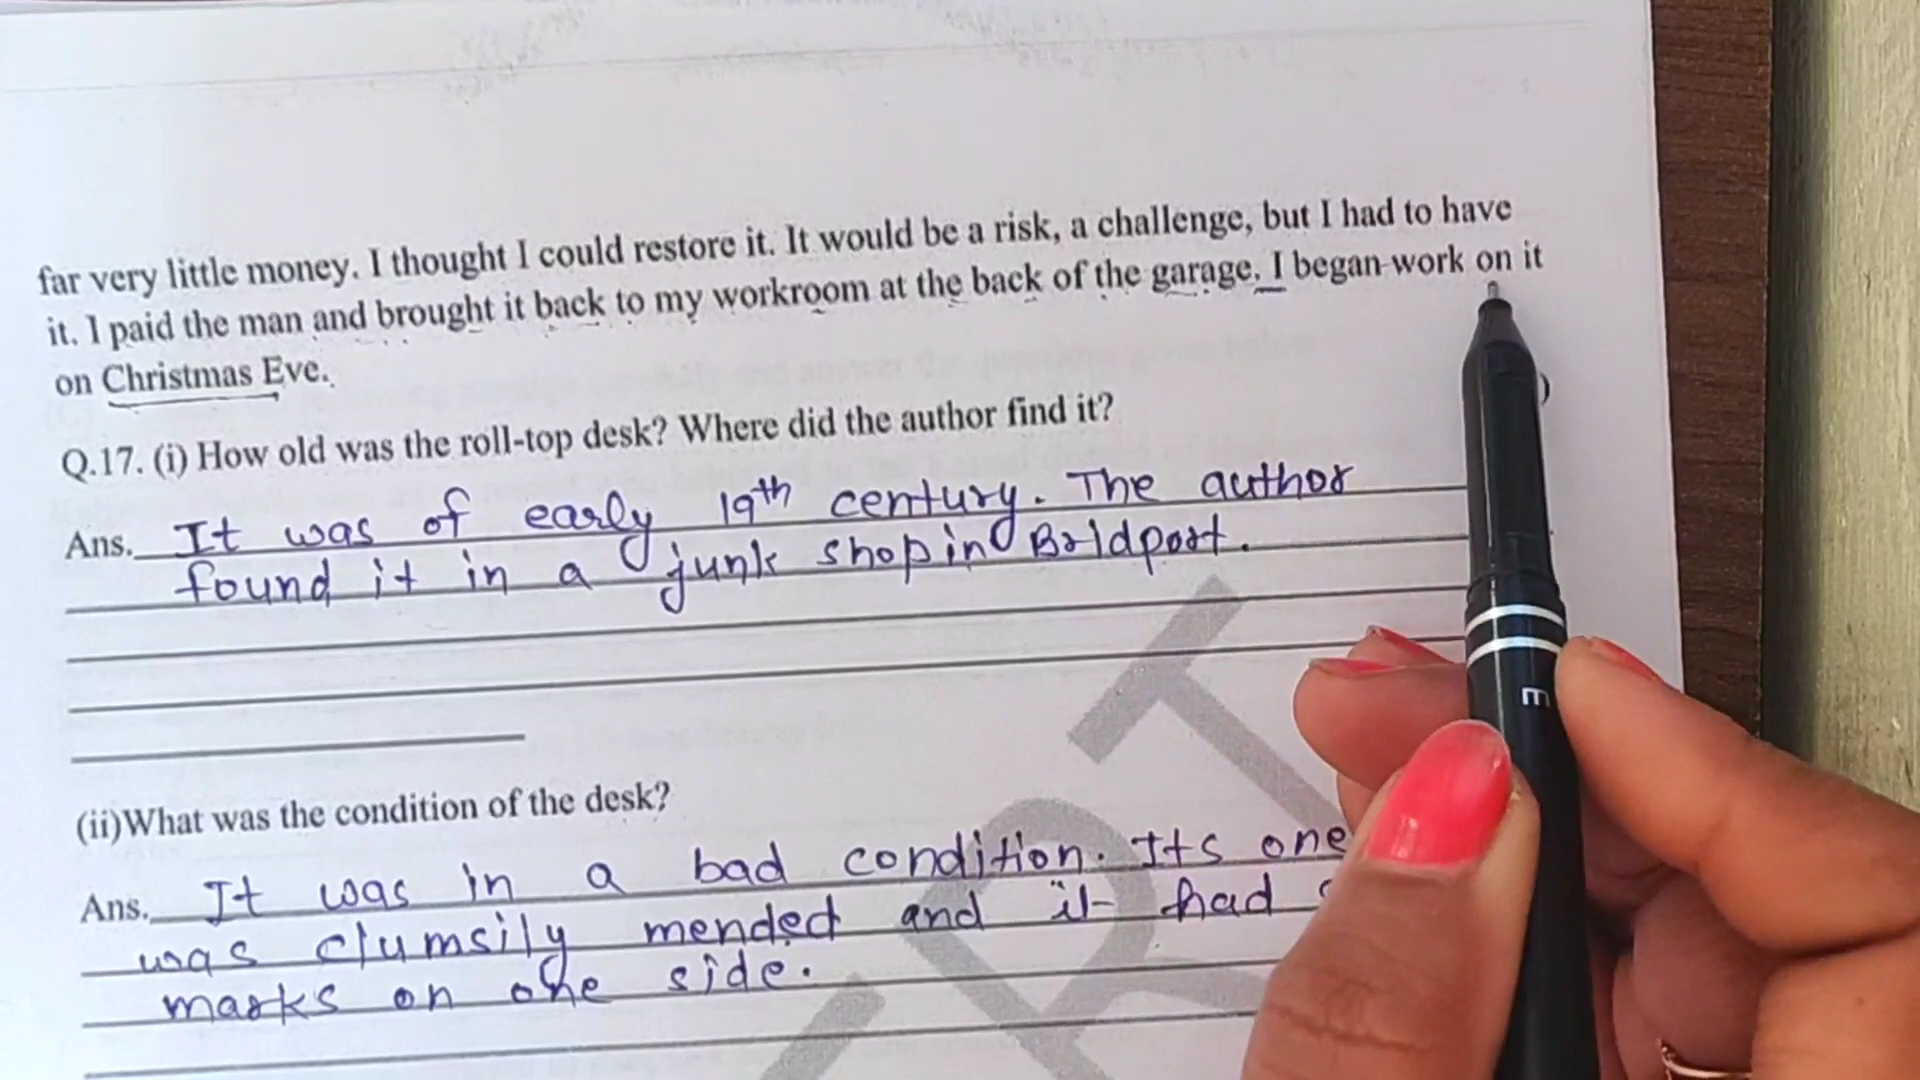 far very little money. I thought I could restore it. It would be a risk, a challenge, but I had to have
it. I paid the man and brought it back to my workroom at the back of the garage. I began work on it
on Christmas Eve.
Q.17. (i) How old was the roll-top desk? Where did the author find it?
Ans. It was of early 19th century. The author
found it in a junk shop in Bridport.
(ii)What was the condition of the desk?
Ans. It was in a bad condition. Its one
was clumsily mended and it had
marks on one side.